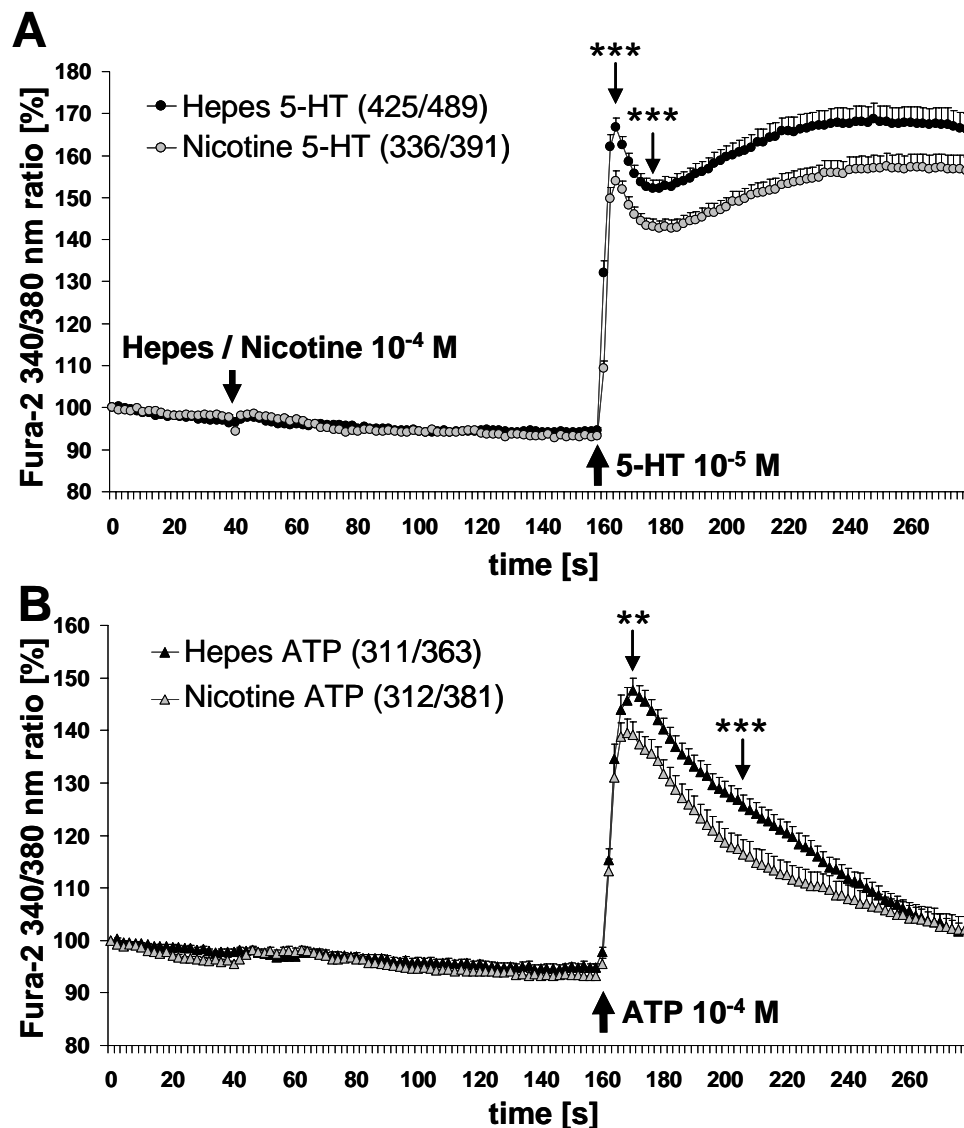 A
***
***
Hepes 5-HT (425/489)
Nicotine 5-HT (336/391)
Fura-2 340/380 nm ratio [%]
180
170
160
150
140
130
120
110
100
90
80
Hepes / Nicotine 10⁻⁴ M
5-HT 10⁻⁵ M
0 20 40 60 80 100 120 140 160 180 200 220 240 260
time [s]
B
**
***
Hepes ATP (311/363)
Nicotine ATP (312/381)
Fura-2 340/380 nm ratio [%]
160
150
140
130
120
110
100
90
80
ATP 10⁻⁴ M
0 20 40 60 80 100 120 140 160 180 200 220 240 260
time [s]